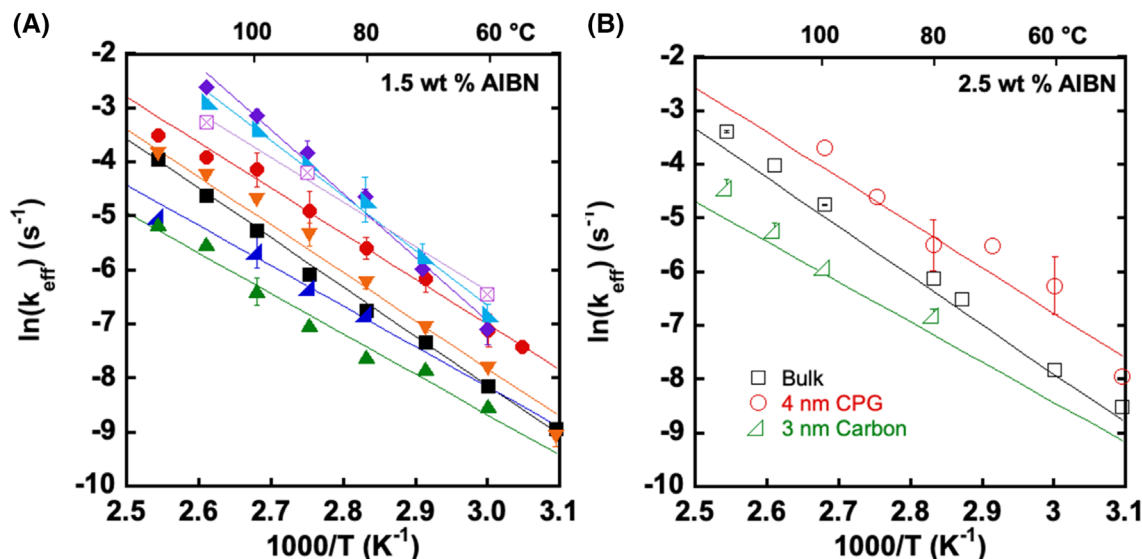 (A)
100 80 60 °C
1.5 wt % AIBN
-2
-3
-4
-5
-6
-7
-8
-9
-10
ln(keff) (s-1)
2.5 2.6 2.7 2.8 2.9 3.0 3.1
1000/T (K-1)
(B)
100 80 60 °C
2.5 wt % AIBN
-2
-3
-4
-5
-6
-7
-8
-9
-10
ln(keff) (s-1)
Bulk
4 nm CPG
3 nm Carbon
2.5 2.6 2.7 2.8 2.9 3 3.1
1000/T (K-1)